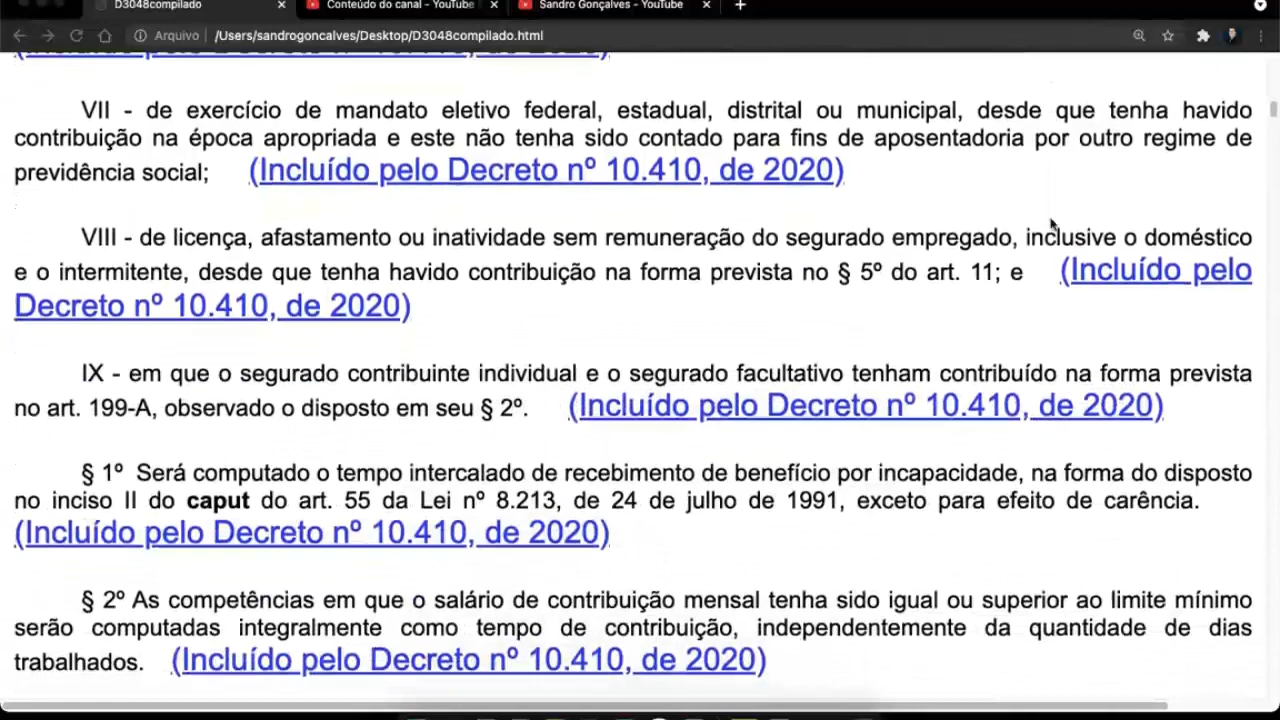 D3048compilado
Conteúdo do canal - YouTube
Sandro Gonçalves - YouTube
Arquivo | /Users/sandrogoncalves/Desktop/D3048compilado.html
VII - de exercício de mandato eletivo federal, estadual, distrital ou municipal, desde que tenha havido
contribuição na época apropriada e este não tenha sido contado para fins de aposentadoria por outro regime de
previdência social; (Incluído pelo Decreto nº 10.410, de 2020)
VIII - de licença, afastamento ou inatividade sem remuneração do segurado empregado, inclusive o doméstico
e o intermitente, desde que tenha havido contribuição na forma prevista no § 5º do art. 11; e (Incluído pelo
Decreto nº 10.410, de 2020)
IX - em que o segurado contribuinte individual e o segurado facultativo tenham contribuído na forma prevista
no art. 199-A, observado o disposto em seu § 2º. (Incluído pelo Decreto nº 10.410, de 2020)
§ 1º Será computado o tempo intercalado de recebimento de benefício por incapacidade, na forma do disposto
no inciso II do caput do art. 55 da Lei nº 8.213, de 24 de julho de 1991, exceto para efeito de carência.
(Incluído pelo Decreto nº 10.410, de 2020)
§ 2º As competências em que o salário de contribuição mensal tenha sido igual ou superior ao limite mínimo
serão computadas integralmente como tempo de contribuição, independentemente da quantidade de dias
trabalhados. (Incluído pelo Decreto nº 10.410, de 2020)